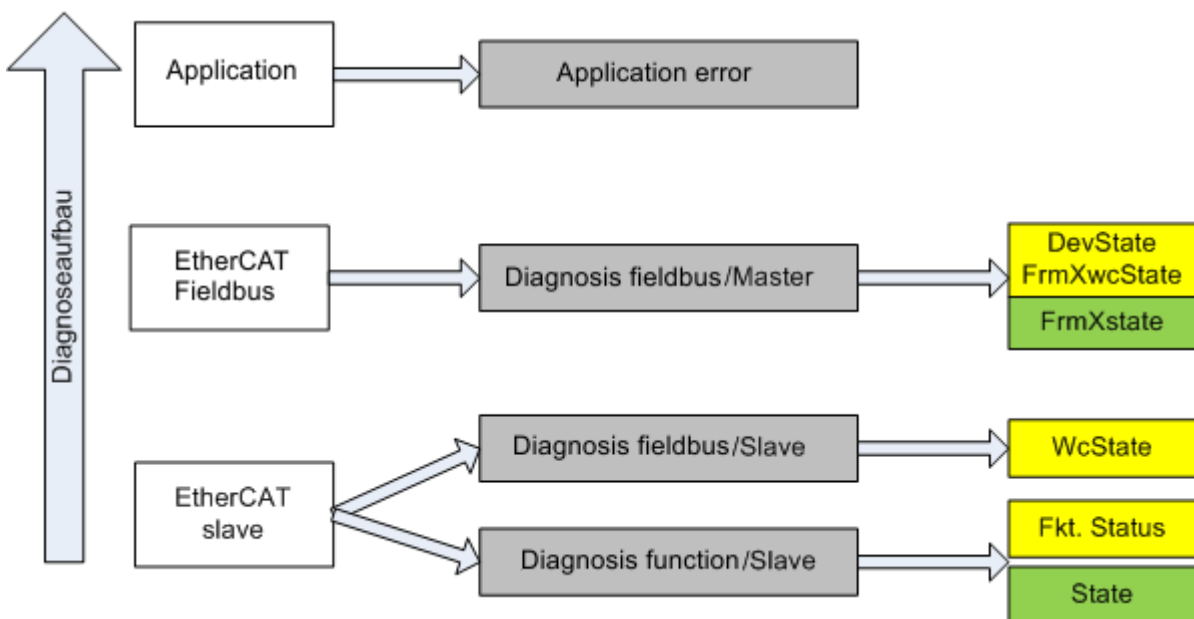 Diagnoseaufbau
Application
Application error
EtherCAT
Fieldbus
Diagnosis fieldbus/Master
DevState
FrmXwcState
FrmXstate
EtherCAT
slave
Diagnosis fieldbus/Slave
WcState
Diagnosis function/Slave
Fkt. Status
State